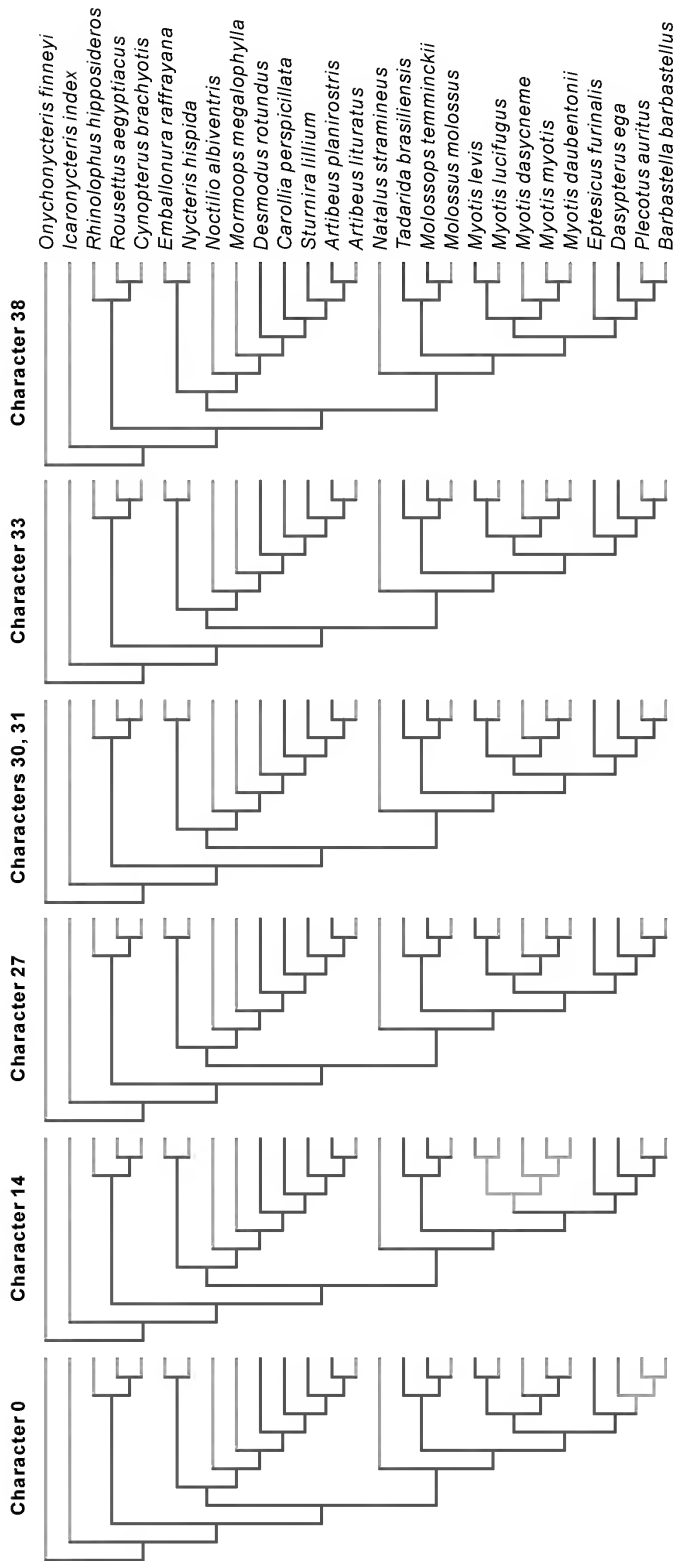 Onychonycteris finneyi
Icaronycteris index
Rhinolophus hipposideros
Rousettus aegyptiacus
Cynopterus brachyotis
Emballonura raffrayana
Nycteris hispida
Noctilio albiventris
Mormoops megalophylla
Desmodus rotundus
Carollia perspicillata
Sturnira lillium
Artibeus planirostris
Artibeus lituratus
Natalus stramineus
Tadarida brasiliensis
Molossops temminckii
Molossus molossus
Myotis levis
Myotis lucifugus
Myotis dasycneme
Myotis myotis
Myotis daubentonii
Eptesicus furinalis
Dasypterus ega
Plecotus auritus
Barbastella barbastellus
Character 38
Character 33
Characters 30, 31
Character 27
Character 14
Character 0